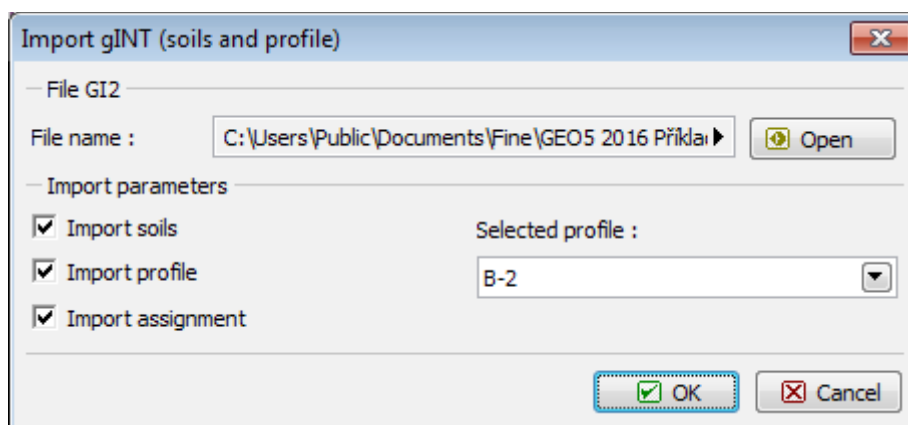 Import gINT (soils and profile)
File GI2
File name :
C:\Users\Public\Documents\Fine\GEO5 2016 Příkla
Open
Import parameters
Import soils
Selected profile :
Import profile
B-2
Import assignment
OK
Cancel